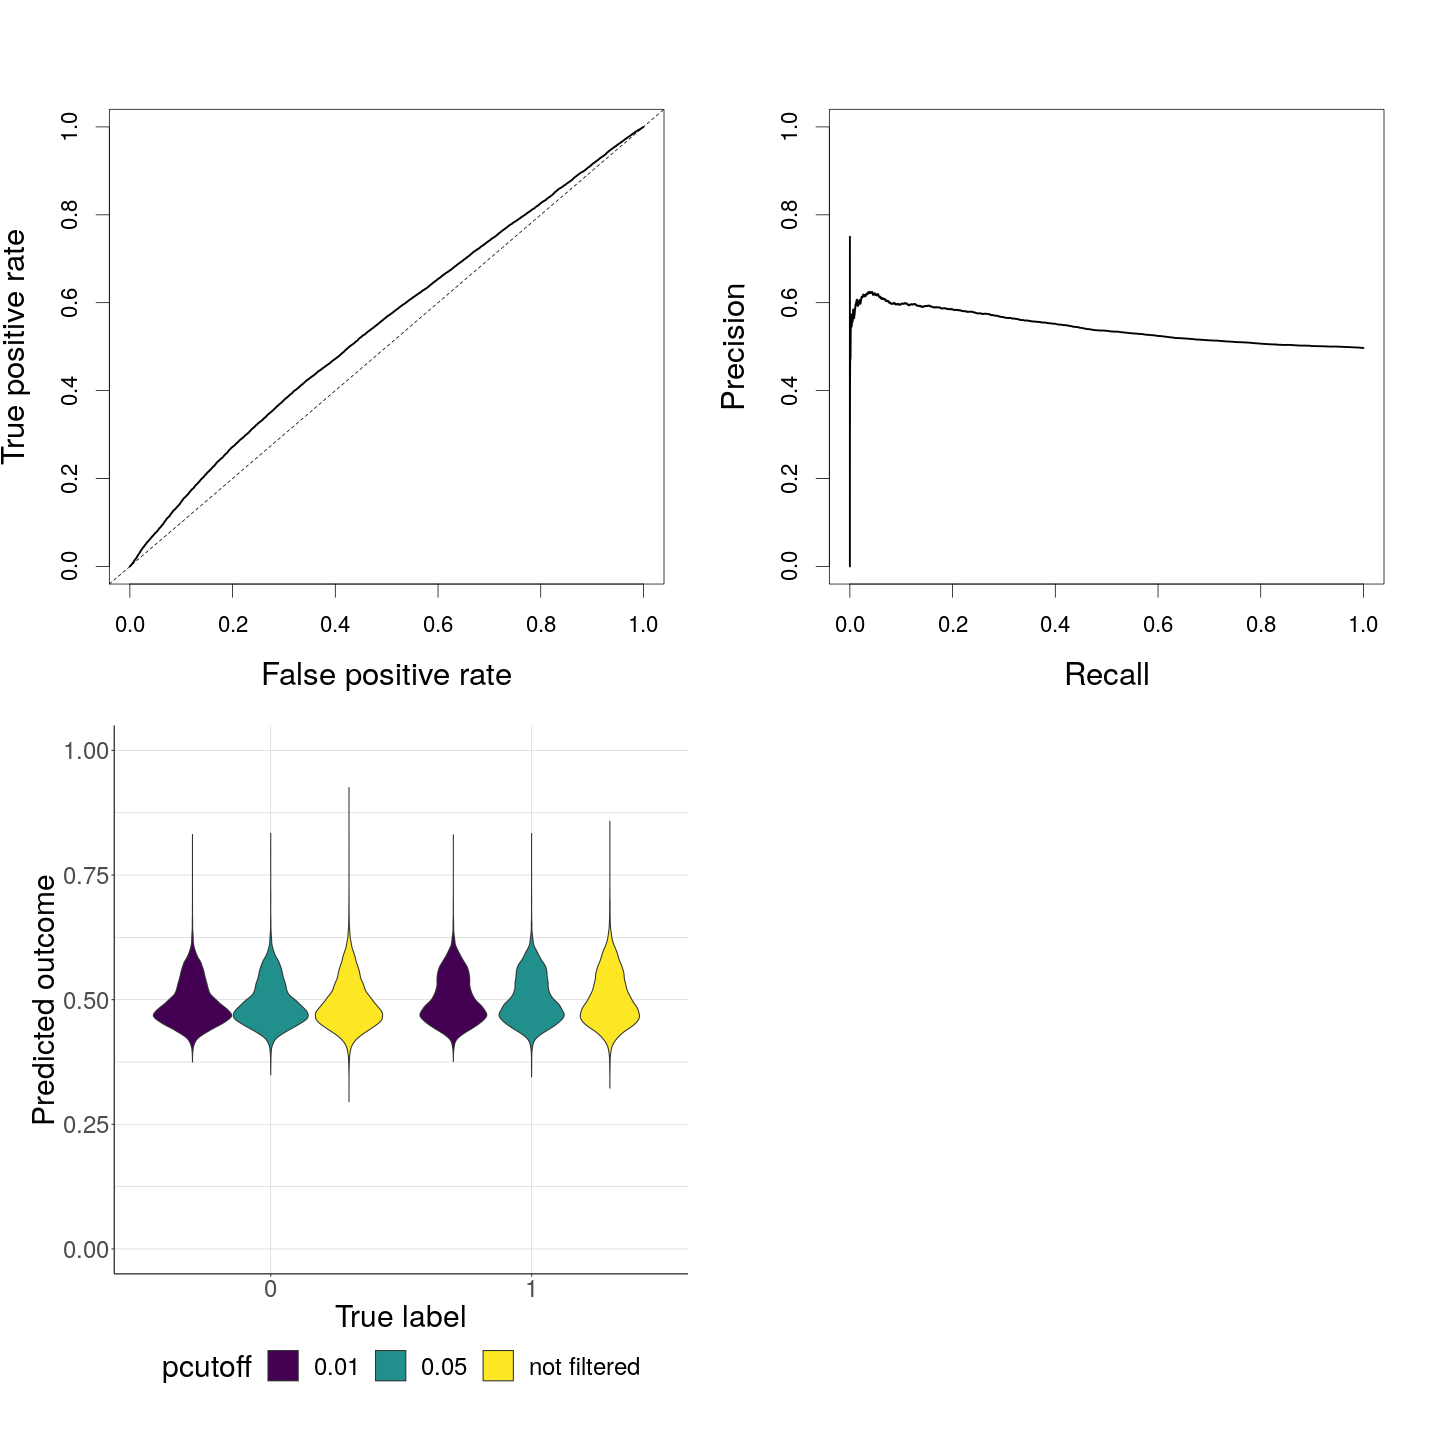 True positive rate
1.0
0.8
0.6
0.4
0.2
0.0
0.0 0.2 0.4 0.6 0.8 1.0
False positive rate
Precision
1.0
0.8
0.6
0.4
0.2
0.0
0.0 0.2 0.4 0.6 0.8 1.0
Recall
Predicted outcome
1.00
0.75
0.50
0.25
0.00
0 1
True label
pcutoff 0.01 0.05 not filtered